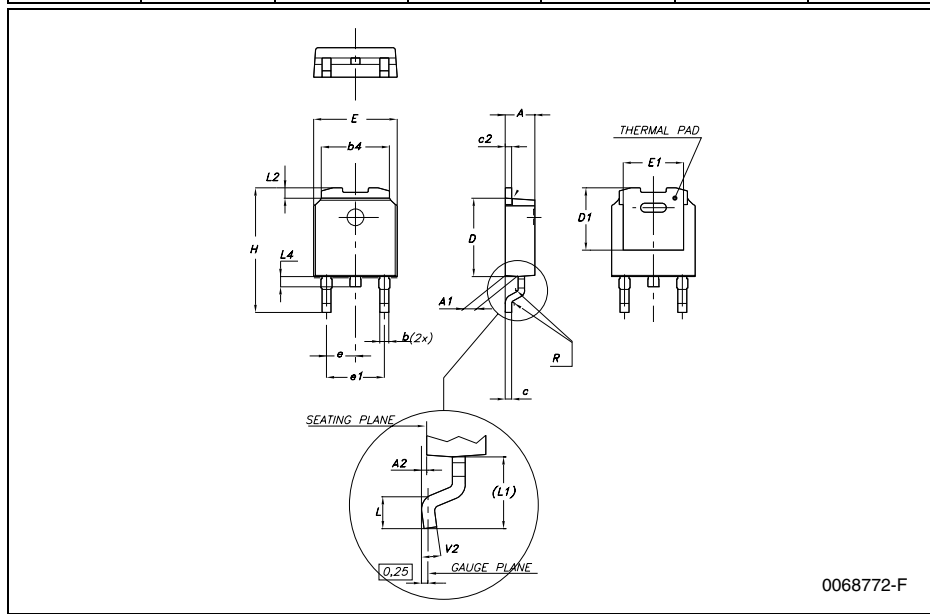 E
b4
L2
H
L4
b(2x)
e
e1
A
c2
D
A1
R
c
THERMAL PAD
E1
D1
SEATING PLANE
A2
(L1)
L
V2
0,25
GAUGE PLANE
0068772-F